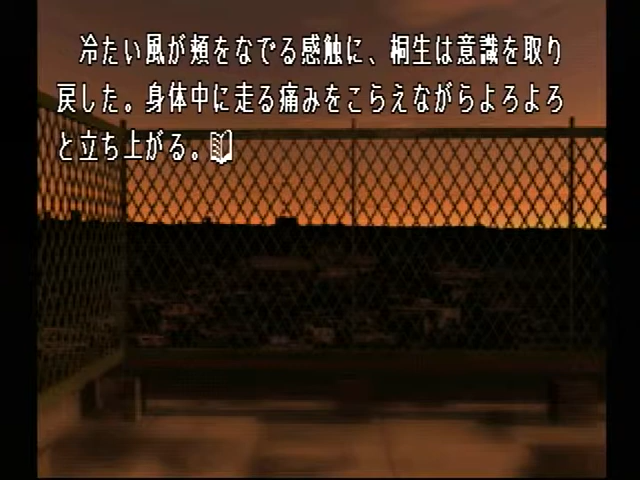 冷たい風が頬をなでる感触に、桐生は意識を取り
戻した。身体中に走る痛みをこらえながらよろよろ
と立ち上がる。